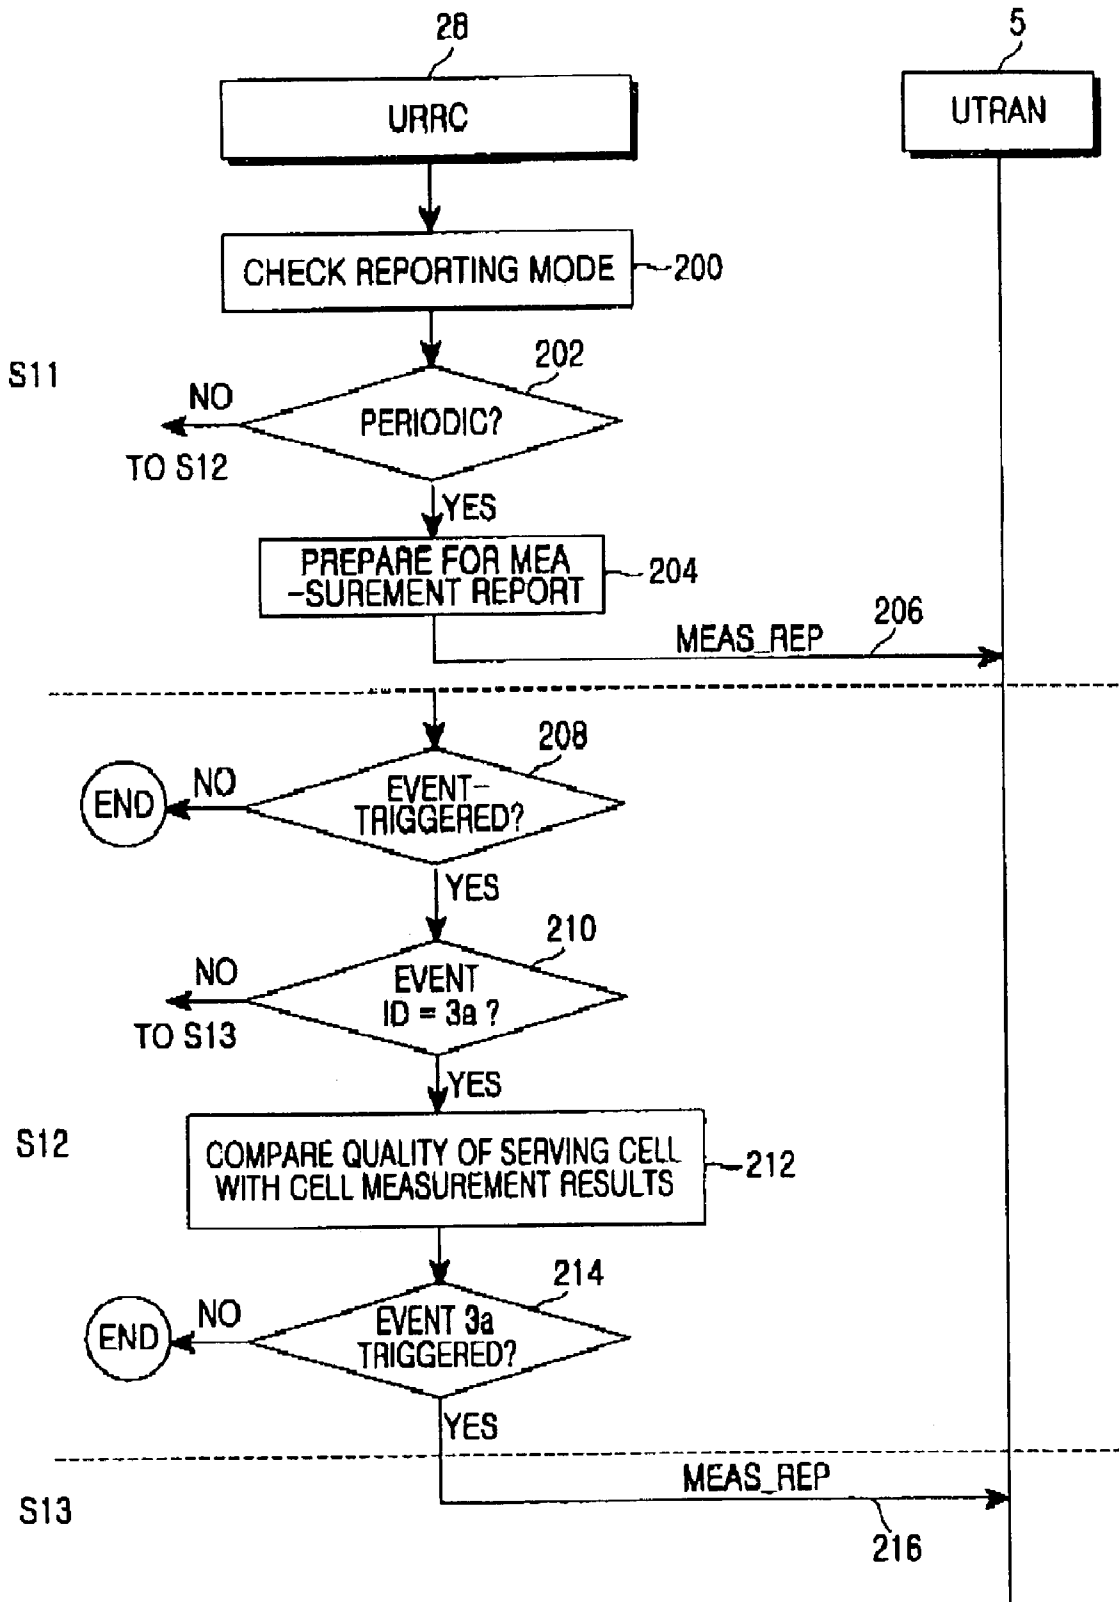 28
5
URRC
UTRAN
CHECK REPORTING MODE
200
S11
202
NO
PERIODIC?
TO S12
YES
PREPARE FOR MEA
-SUREMENT REPORT
204
206
MEAS_REP
208
NO
END
EVENT-
TRIGGERED?
YES
210
NO
EVENT
ID = 3a ?
TO S13
YES
S12
COMPARE QUALITY OF SERVING CELL
WITH CELL MEASUREMENT RESULTS
212
214
NO
END
EVENT 3a
TRIGGERED?
YES
MEAS_REP
S13
216